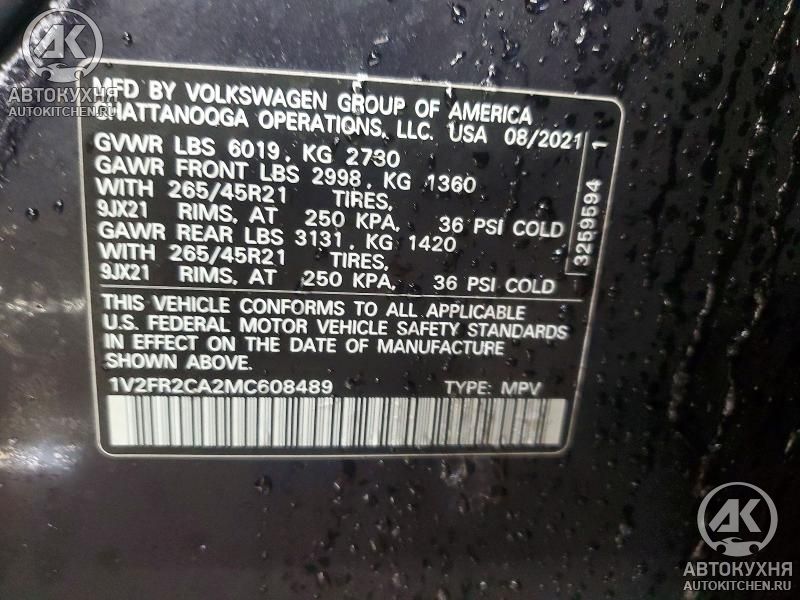 АК
АВТОКУХНЯ
AUTOKITCHEN.RU
MFD BY VOLKSWAGEN GROUP OF AMERICA
CHATTANOOGA OPERATIONS, LLC. USA 08/2021
GVWR LBS 6019, KG 2730
GAWR FRONT LBS 2998, KG 1360
WITH 265/45R21 TIRES,
9JX21 RIMS, AT 250 KPA, 36 PSI COLD
GAWR REAR LBS 3131, KG 1420
WITH 265/45R21 TIRES,
9JX21 RIMS, AT 250 KPA, 36 PSI COLD
3259594 1
THIS VEHICLE CONFORMS TO ALL APPLICABLE
U.S. FEDERAL MOTOR VEHICLE SAFETY STANDARDS
IN EFFECT ON THE DATE OF MANUFACTURE
SHOWN ABOVE.
1V2FR2CA2MC608489 TYPE: MPV
АК
АВТОКУХНЯ
AUTOKITCHEN.RU